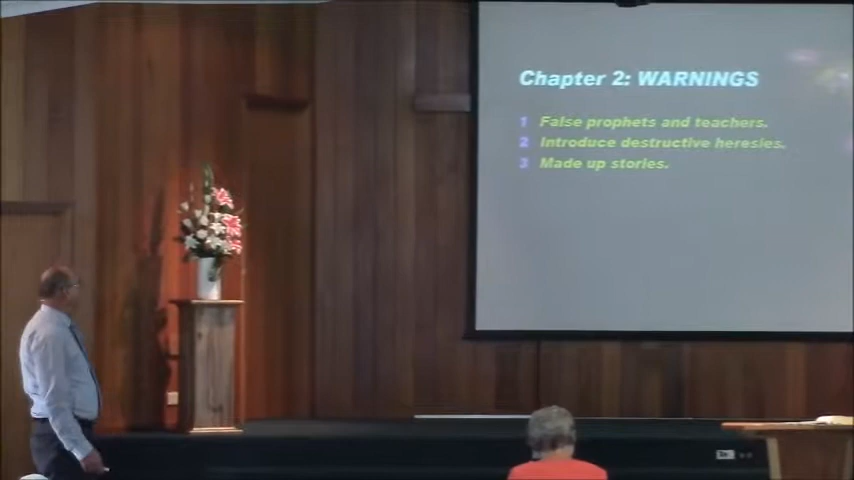 Chapter 2: WARNINGS
1 False prophets and teachers.
2 Introduce destructive heresies.
3 Made up stories.